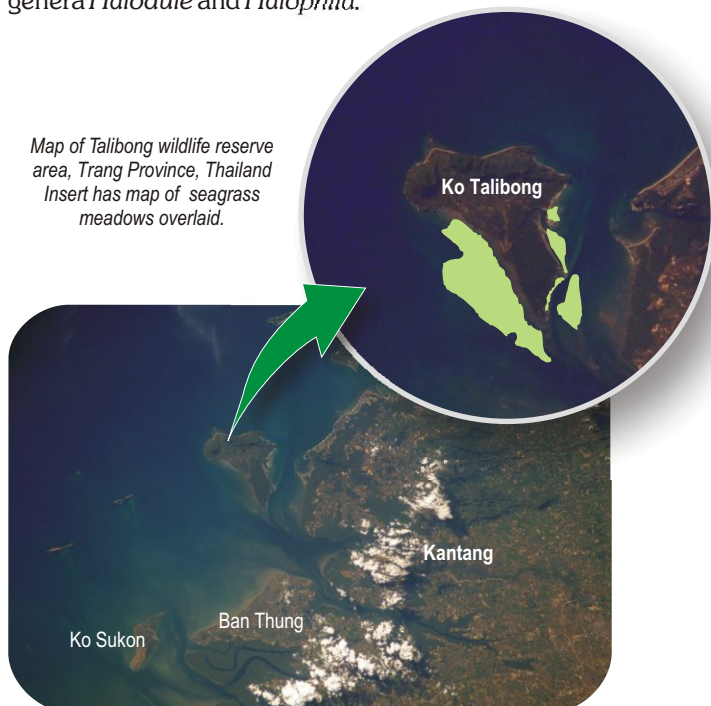 genera Halodule and Halophila.
Map of Talibong wildlife reserve
area, Trang Province, Thailand
Insert has map of seagrass
meadows overlaid.
Ko Talibong
Kantang
Ban Thung
Ko Sukon